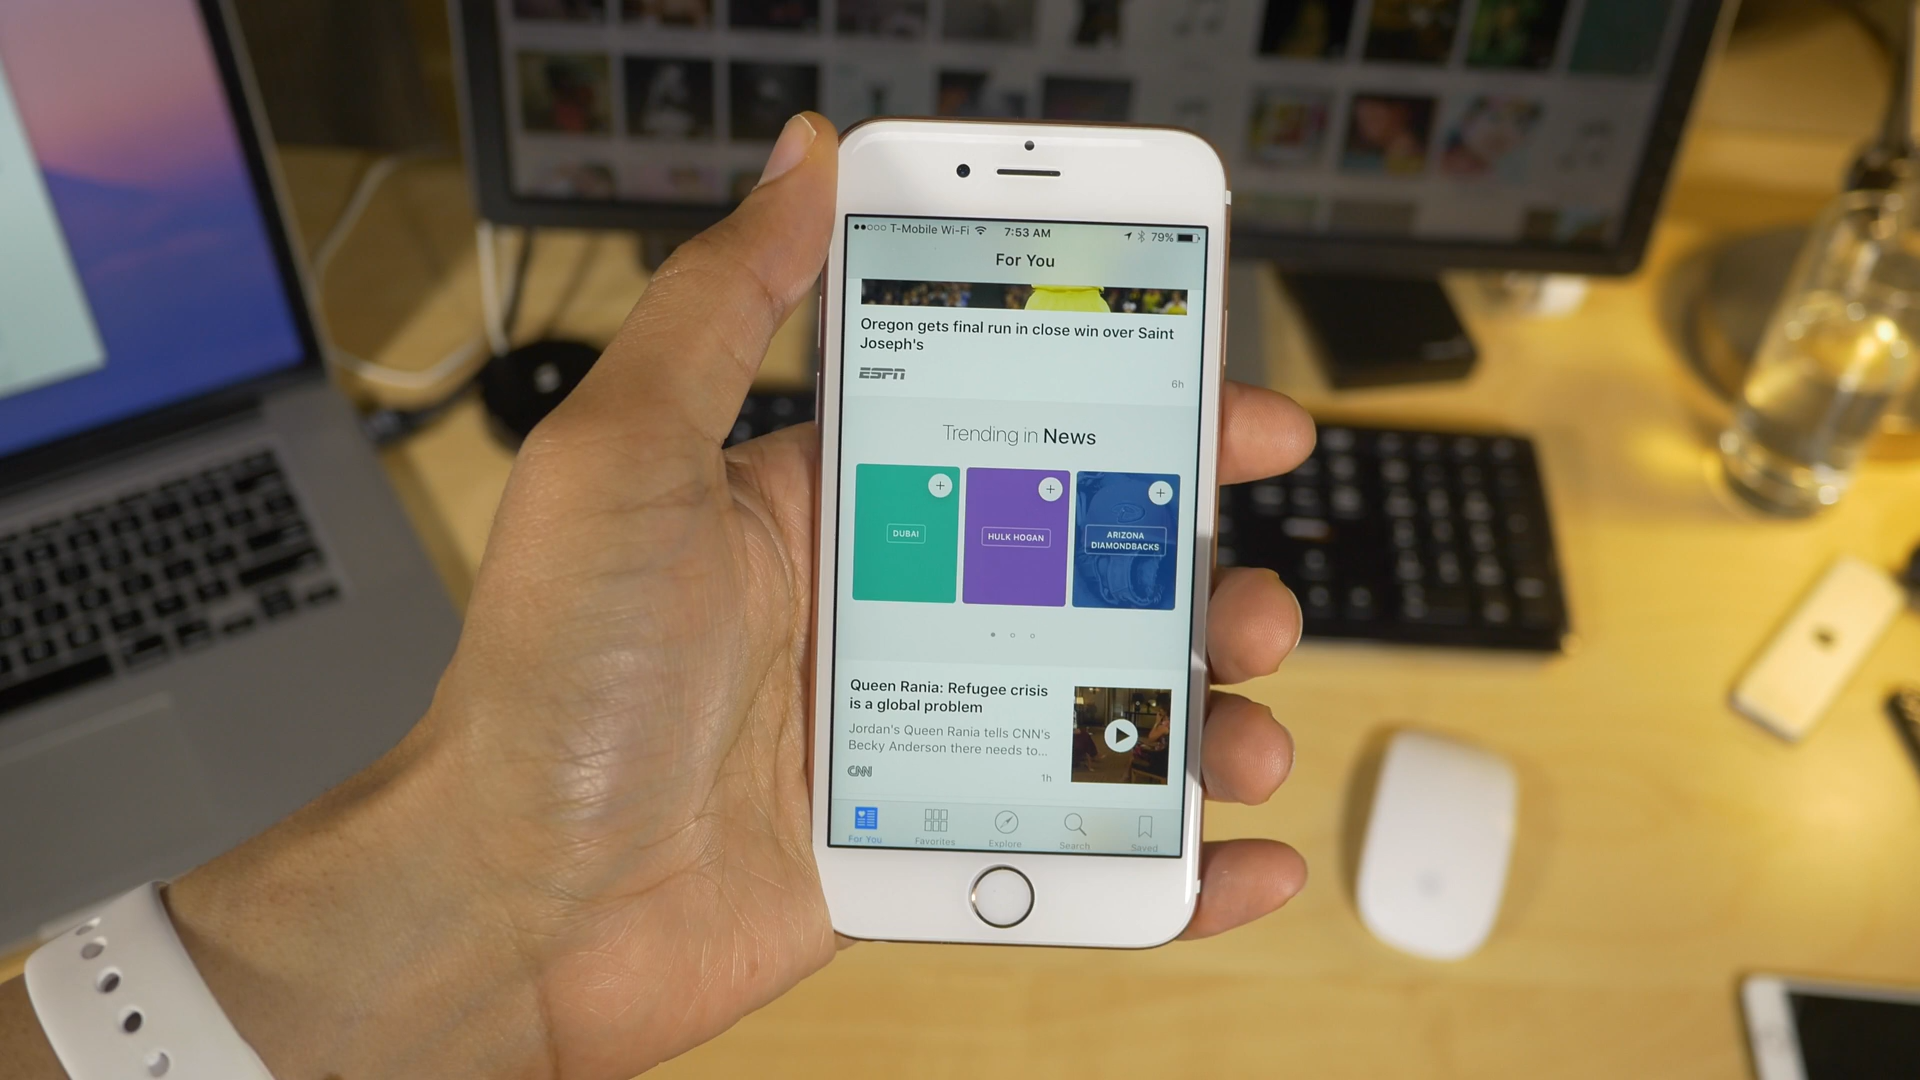 T-Mobile Wi-Fi 7:53 AM 79%
For You
Oregon gets final run in close win over Saint
Joseph's
ESPN
6h
Trending in News
DUBAI
HULK HOGAN
ARIZONA
DIAMONDBACKS
Queen Rania: Refugee crisis
is a global problem
Jordan's Queen Rania tells CNN's
Becky Anderson there needs to...
CNN
1h
For You Favorites Explore Search Saved